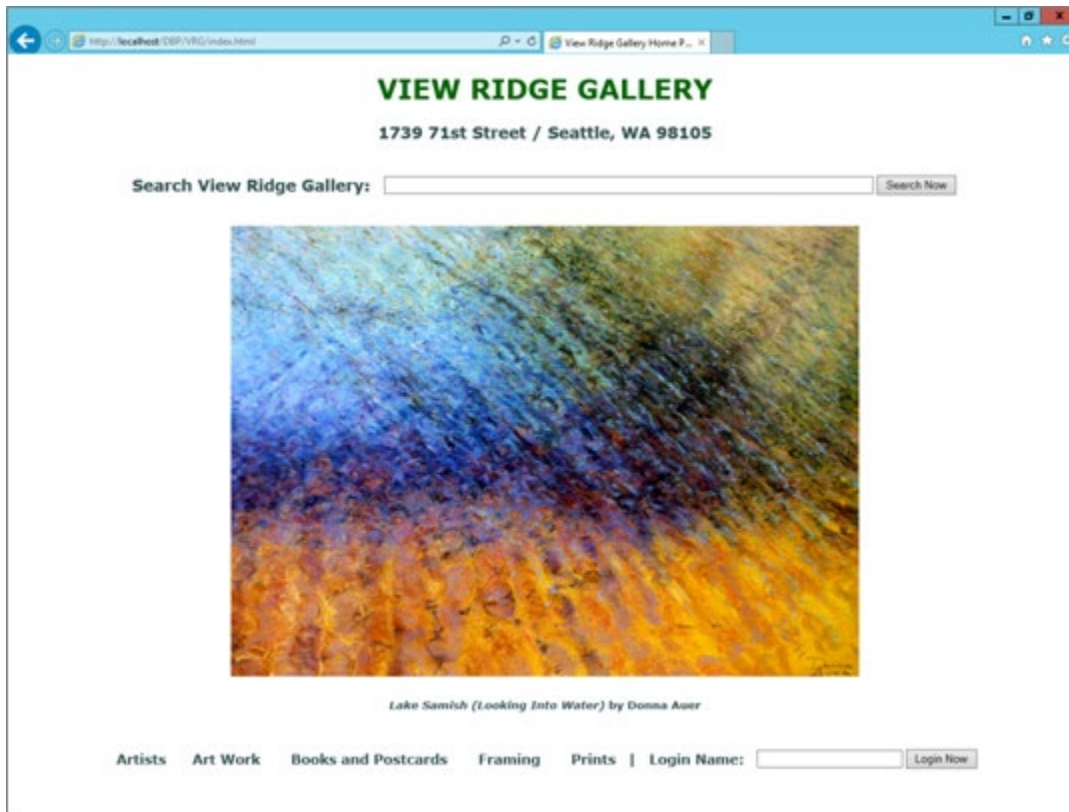 http://localhost/DBP/VRG/index.html
View Ridge Gallery Home P...
VIEW RIDGE GALLERY
1739 71st Street / Seattle, WA 98105
Search View Ridge Gallery:
Search Now
Lake Samish (Looking Into Water) by Donna Auer
Artists Art Work Books and Postcards Framing Prints | Login Name: Login Now